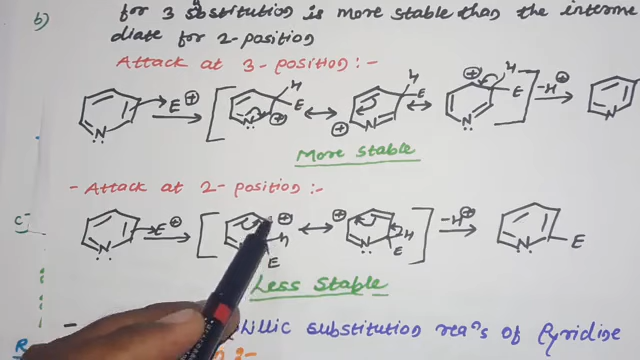 b) for 3 substitution is more stable than the interme
diate for 2-position
Attack at 3-position :-
N E⊕ [ N H E ⊕ ↔ ⊕ N H E ↔ ⊕ N H E ] -H⊕ N
More stable
- Attack at 2-position :-
c N E⊕ [ ⊕ H E ↔ ⊕ N H E ] -H⊕ N E
Less Stable
substitution reaⁿs of Pyridine